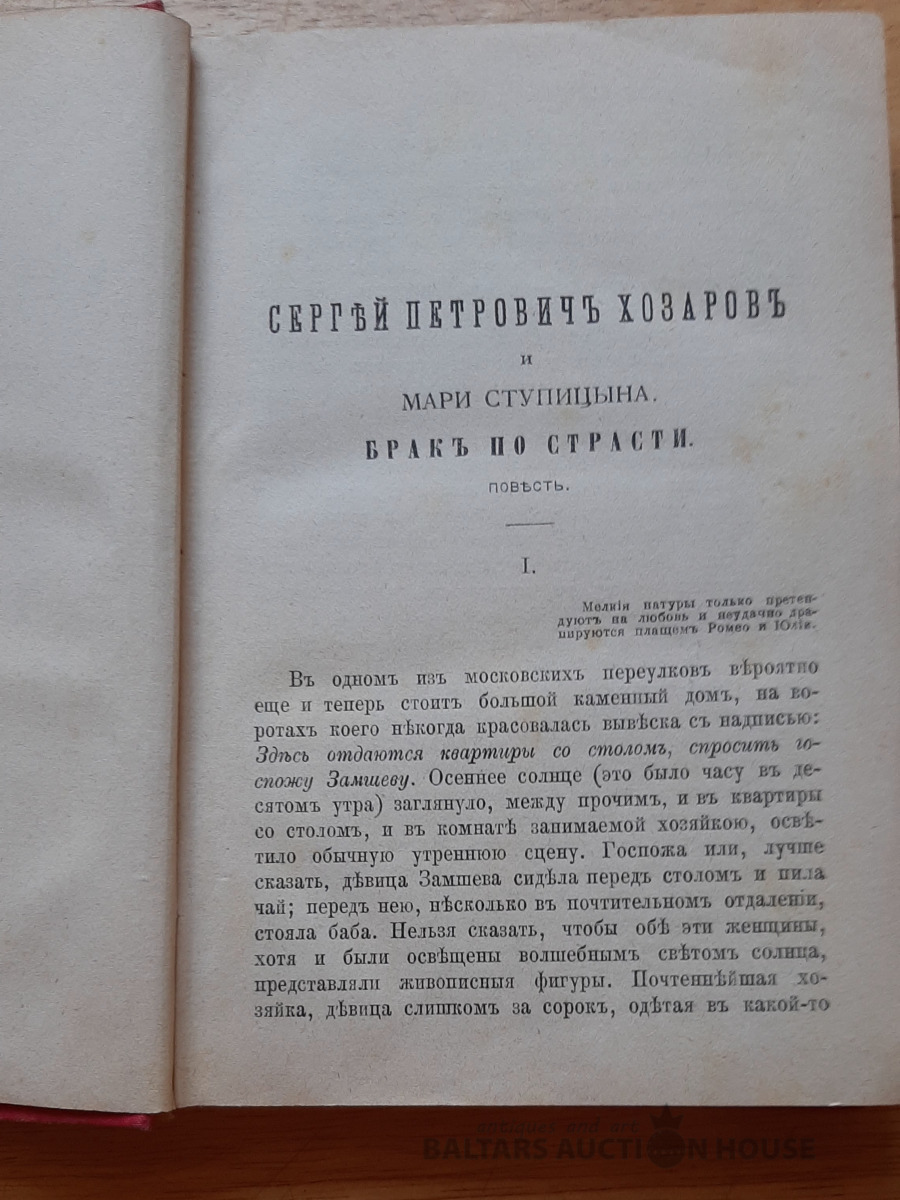 СЕРГѢЙ ПЕТРОВИЧЪ ХОЗАРОВЪ
И
МАРИ СТУПИЦЫНА.
БРАКЪ ПО СТРАСТИ.
ПОВѢСТЬ.
I.
Мелкія натуры только претен-
дуютъ на любовь и неудачно дра-
пируются плащемъ Ромео и Юліи.
Въ одномъ изъ московскихъ переулковъ вѣроятно
еще и теперь стоитъ большой каменный домъ, на во-
ротахъ коего нѣкогда красовалась вывѣска съ надписью:
Здѣсь отдаются квартиры со столомъ, спросить го-
спожу Замшеву. Осеннее солнце (это было часу въ де-
сятомъ утра) заглянуло, между прочимъ, и въ квартиры
со столомъ, и въ комнатѣ занимаемой хозяйкою, освѣ-
тило обычную утреннюю сцену. Госпожа или, лучше
сказать, дѣвица Замшева сидѣла передъ столомъ и пила
чай; передъ нею, нѣсколько въ почтительномъ отдаленіи,
стояла баба. Нельзя сказать, чтобы обѣ эти женщины,
хотя и были освѣщены волшебнымъ свѣтомъ солнца,
представляли живописныя фигуры. Почтеннѣйшая хо-
зяйка, дѣвица слишкомъ за сорокъ, одѣтая въ какой-то
antiques and art
BALTARS AUCTION HOUSE